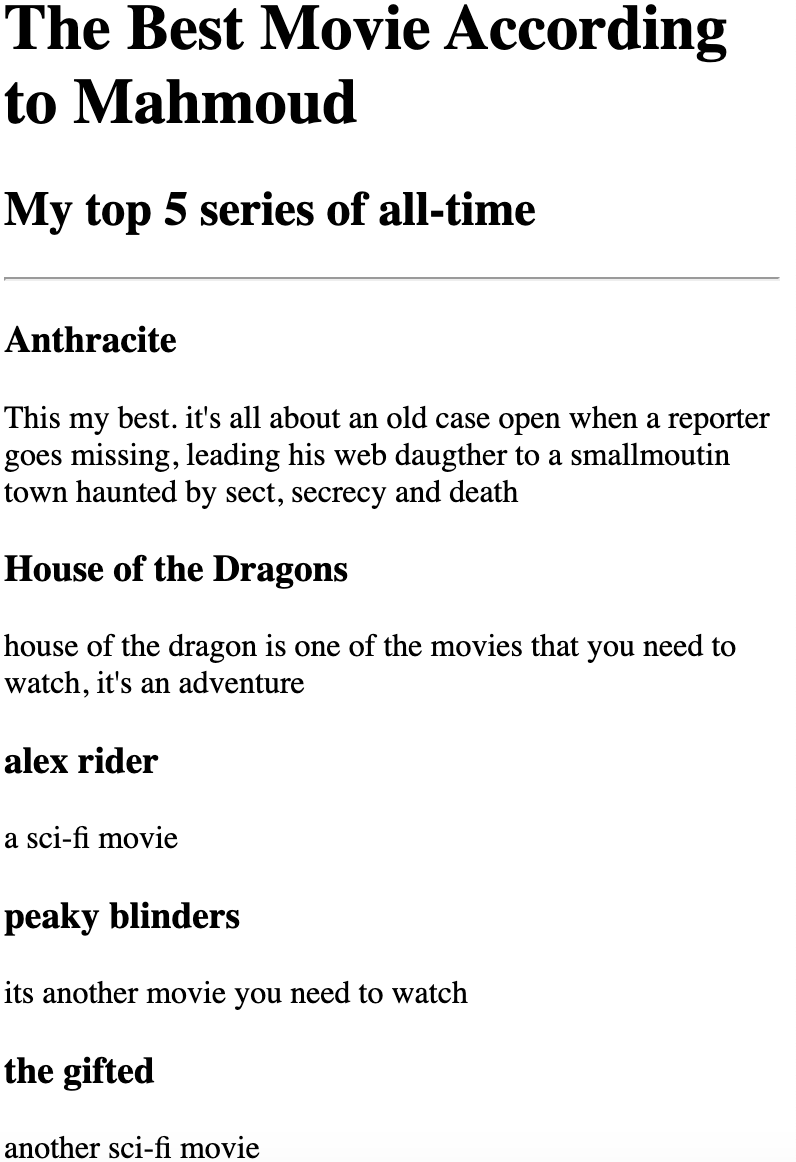 The Best Movie According
to Mahmoud
My top 5 series of all-time
Anthracite
This my best. it's all about an old case open when a reporter
goes missing, leading his web daugther to a smallmoutin
town haunted by sect, secrecy and death
House of the Dragons
house of the dragon is one of the movies that you need to
watch, it's an adventure
alex rider
a sci-fi movie
peaky blinders
its another movie you need to watch
the gifted
another sci-fi movie